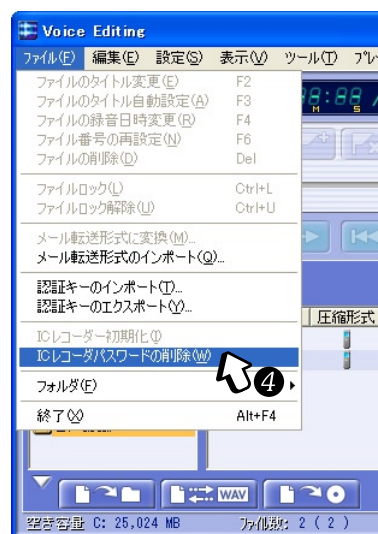 Voice Editing
ファイル(F) 編集(E) 設定(S) 表示(V) ツール(T)
ファイルのタイトル変更(E) F2
ファイルのタイトル自動設定(A) F3
ファイルの録音日時変更(R) F4
ファイル番号の再設定(N) F6
ファイルの削除(D) Del
ファイルロック(L) Ctrl+L
ファイルロック解除(U) Ctrl+U
メール転送形式に変換(M)...
メール転送形式のインポート(Q)...
認証キーのインポート(T)...
認証キーのエクスポート(Y)...
圧縮形式
ICレコーダー初期化(I)
ICレコーダパスワードの削除(W)
4
フォルダ(F)
終了(X) Alt+F4
WAV
空き容量 C: 25,024 MB ファイル数: 2 ( 2 )